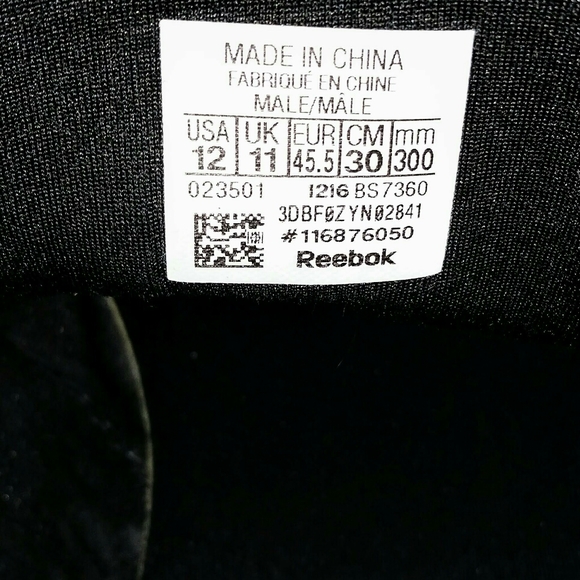 MADE IN CHINA
FABRIQUÉ EN CHINE
MALE/MÂLE
USA UK EUR CM mm
12 11 45.5 30 300
023501 1216 BS7360
3DBF0ZYN02841
#116876050
Reebok